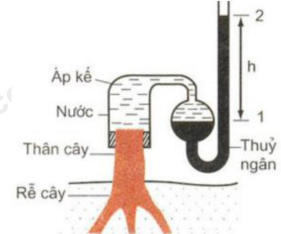 2
Áp kế
h
Nước
1
Thân cây
Thuỷ
ngân
Rễ cây